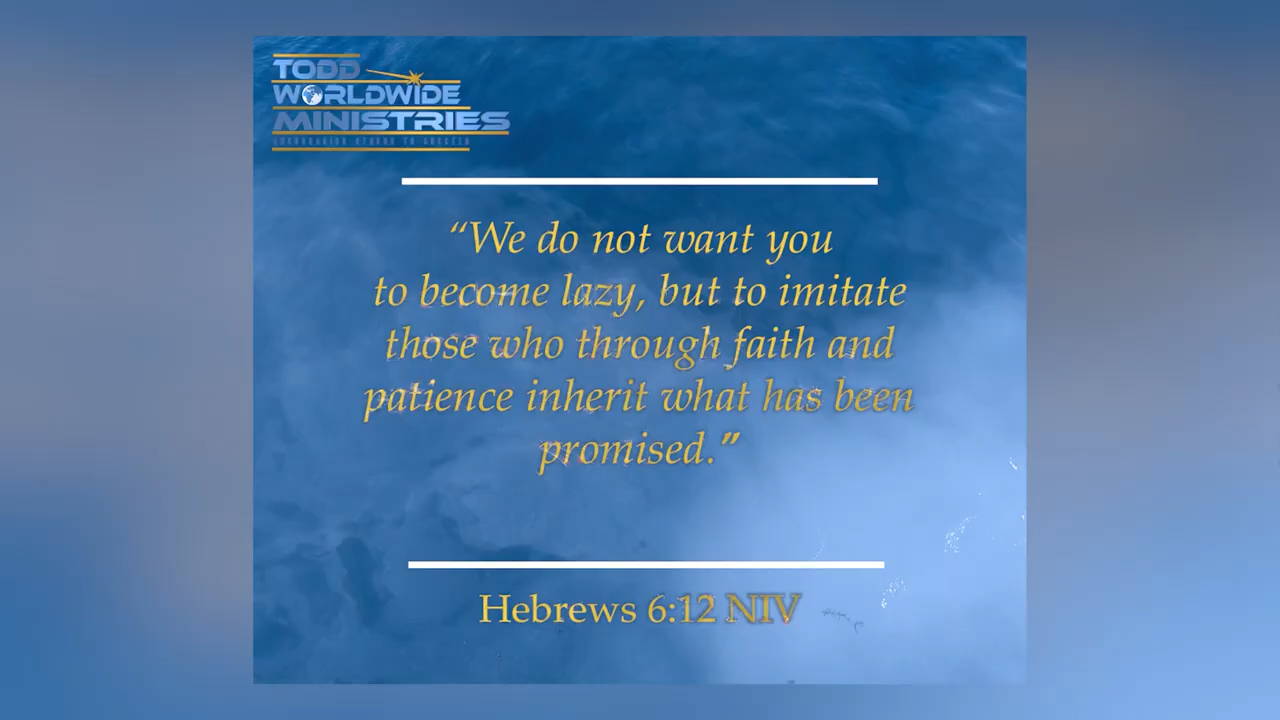 TODD
WORLDWIDE
MINISTRIES
“We do not want you
to become lazy, but to imitate
those who through faith and
patience inherit what has been
promised.”
Hebrews 6:12 NIV